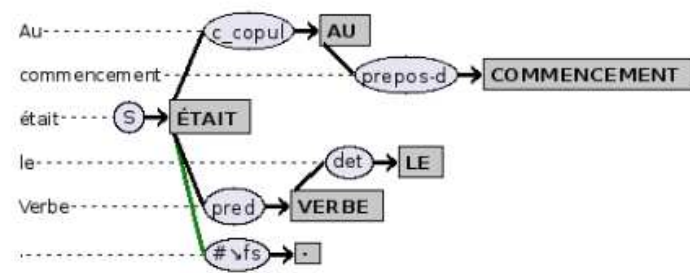 Au c_copul AU
commencement prepos-d COMMENCEMENT
était S ÉTAIT
le det LE
Verbe pred VERBE
. #↘fs .